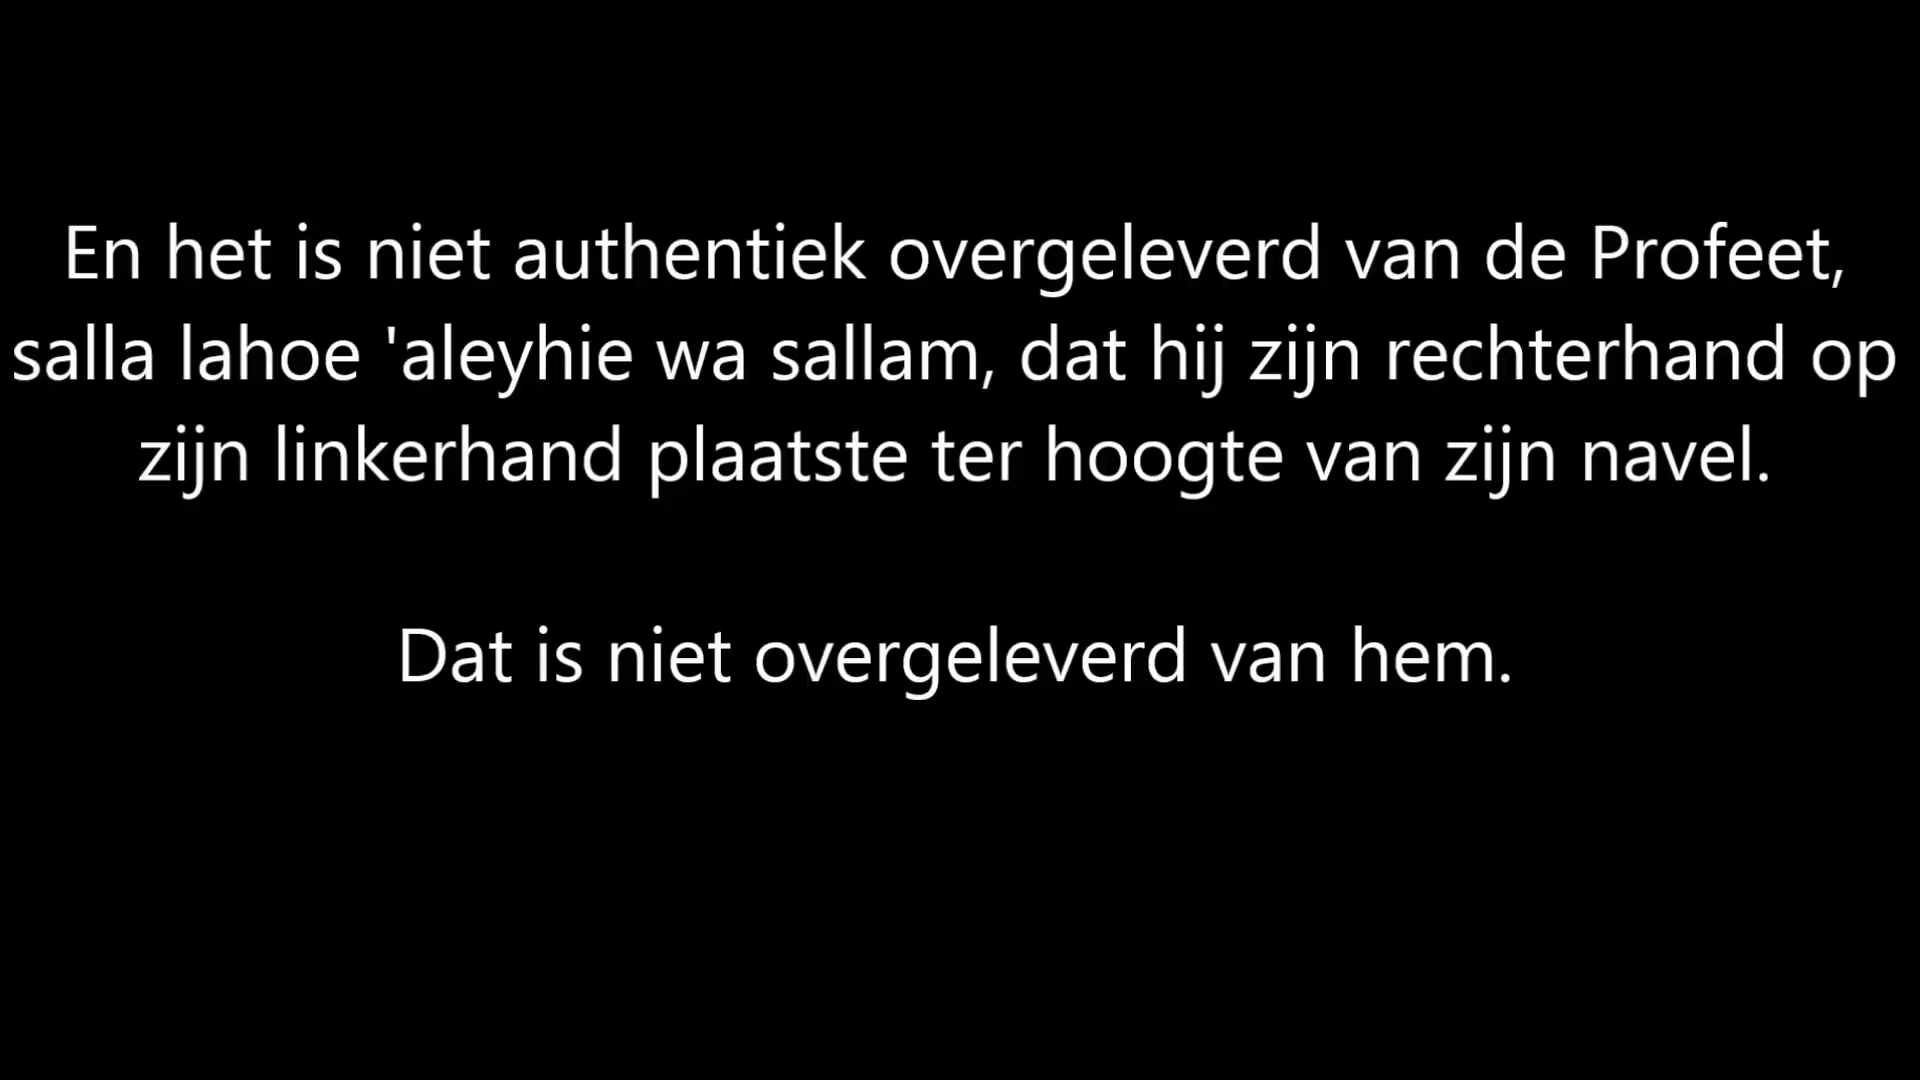 En het is niet authentiek overgeleverd van de Profeet,
salla lahoe 'aleyhie wa sallam, dat hij zijn rechterhand op
zijn linkerhand plaatste ter hoogte van zijn navel.
Dat is niet overgeleverd van hem.